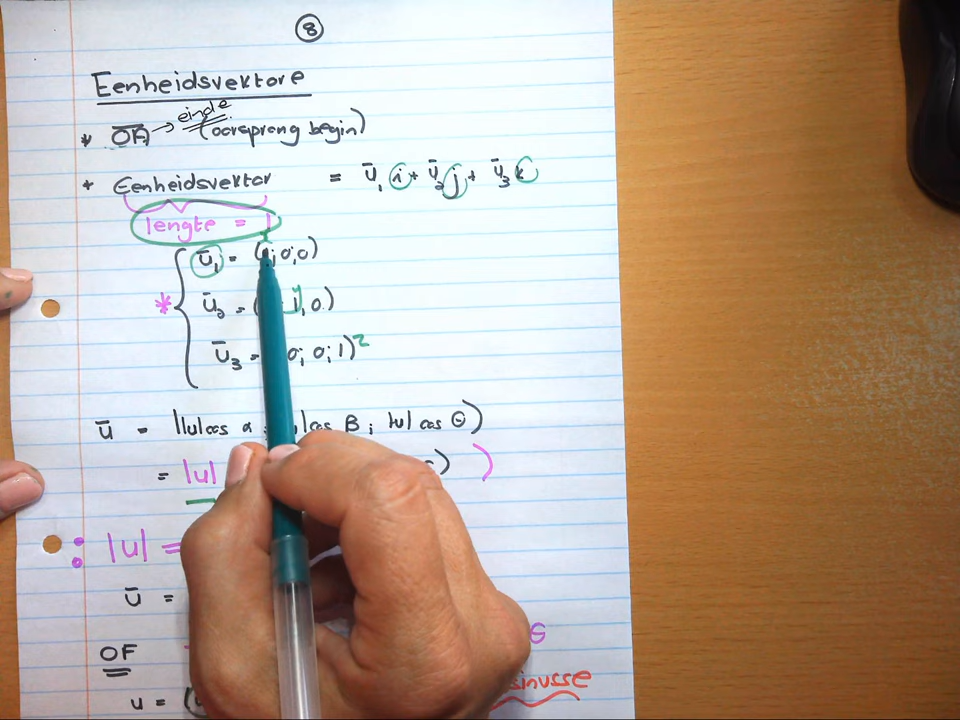 8
Eenheidsvektore
* OA → einde (oorsprong begin)
* Eenheidsvektor = ū₁ i + ū₂ j + ū₃ k
lengte = 1
ū₁ = (1; 0; 0)
* ū₂ = ( 1, 0.)
ū₃ = 0; 0; 1)
ū = |u| cos α ; |u| cos β ; |u| cos θ)
= |u| ) )
: |u| =
ū =
OF
u = (